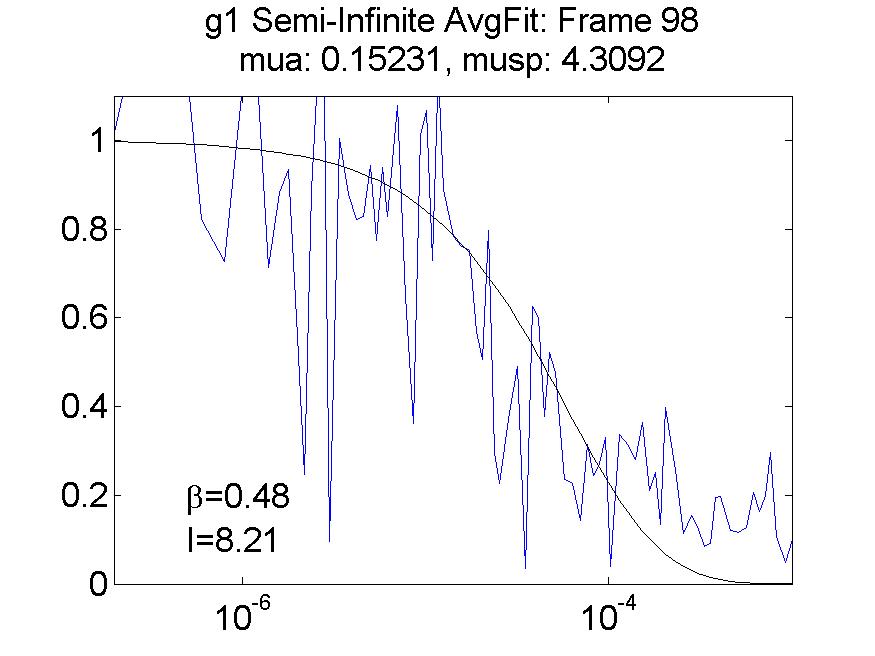 g1 Semi-Infinite AvgFit: Frame 98
mua: 0.15231, musp: 4.3092
1
0.8
0.6
0.4
0.2
0
β=0.48
I=8.21
10^-6
10^-4